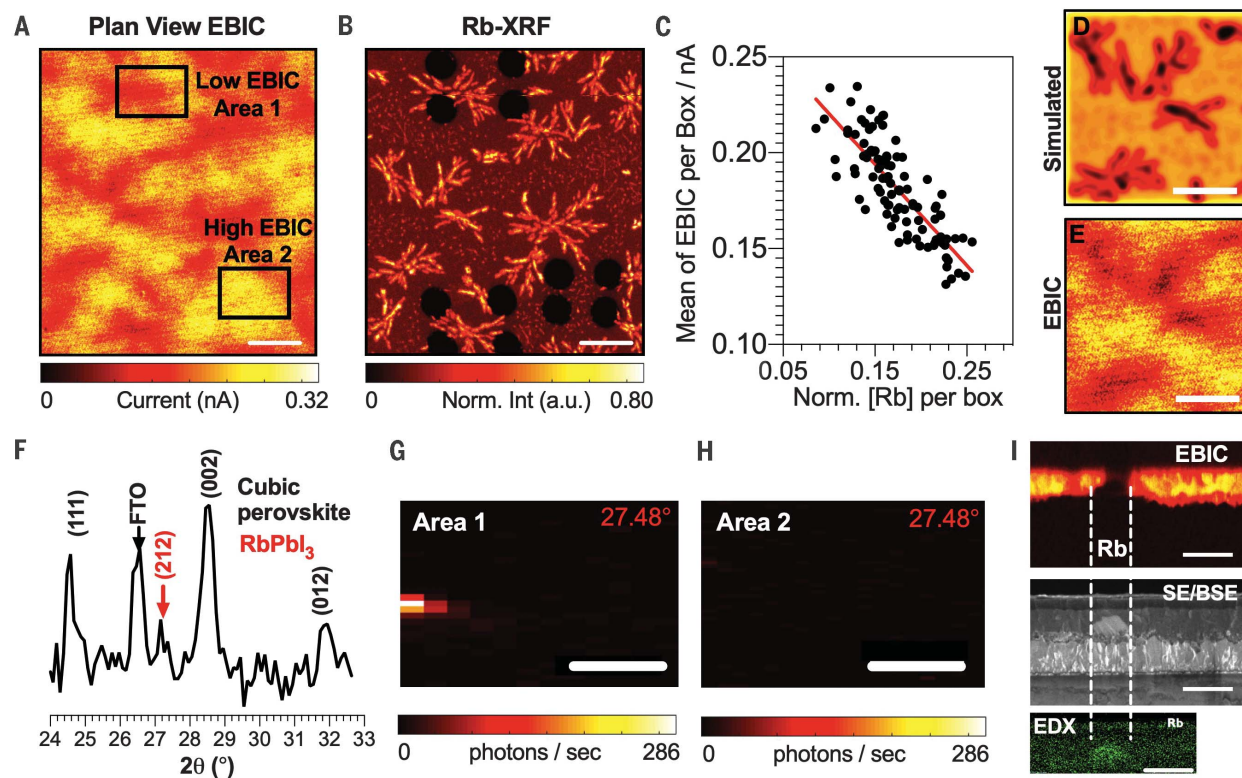 A Plan View EBIC
Low EBIC
Area 1
High EBIC
Area 2
0 Current (nA) 0.32
B Rb-XRF
0 Norm. Int (a.u.) 0.80
C
Mean of EBIC per Box / nA
0.25
0.20
0.15
0.10
0.05 0.15 0.25
Norm. [Rb] per box
D
Simulated
E
EBIC
F
(111)
FTO
(212)
(002)
Cubic
perovskite
RbPbI₃
(012)
24 25 26 27 28 29 30 31 32 33
2θ (°)
G
Area 1 27.48°
0 286
photons / sec
H
Area 2 27.48°
0 286
photons / sec
I
EBIC
Rb
SE/BSE
EDX Rb